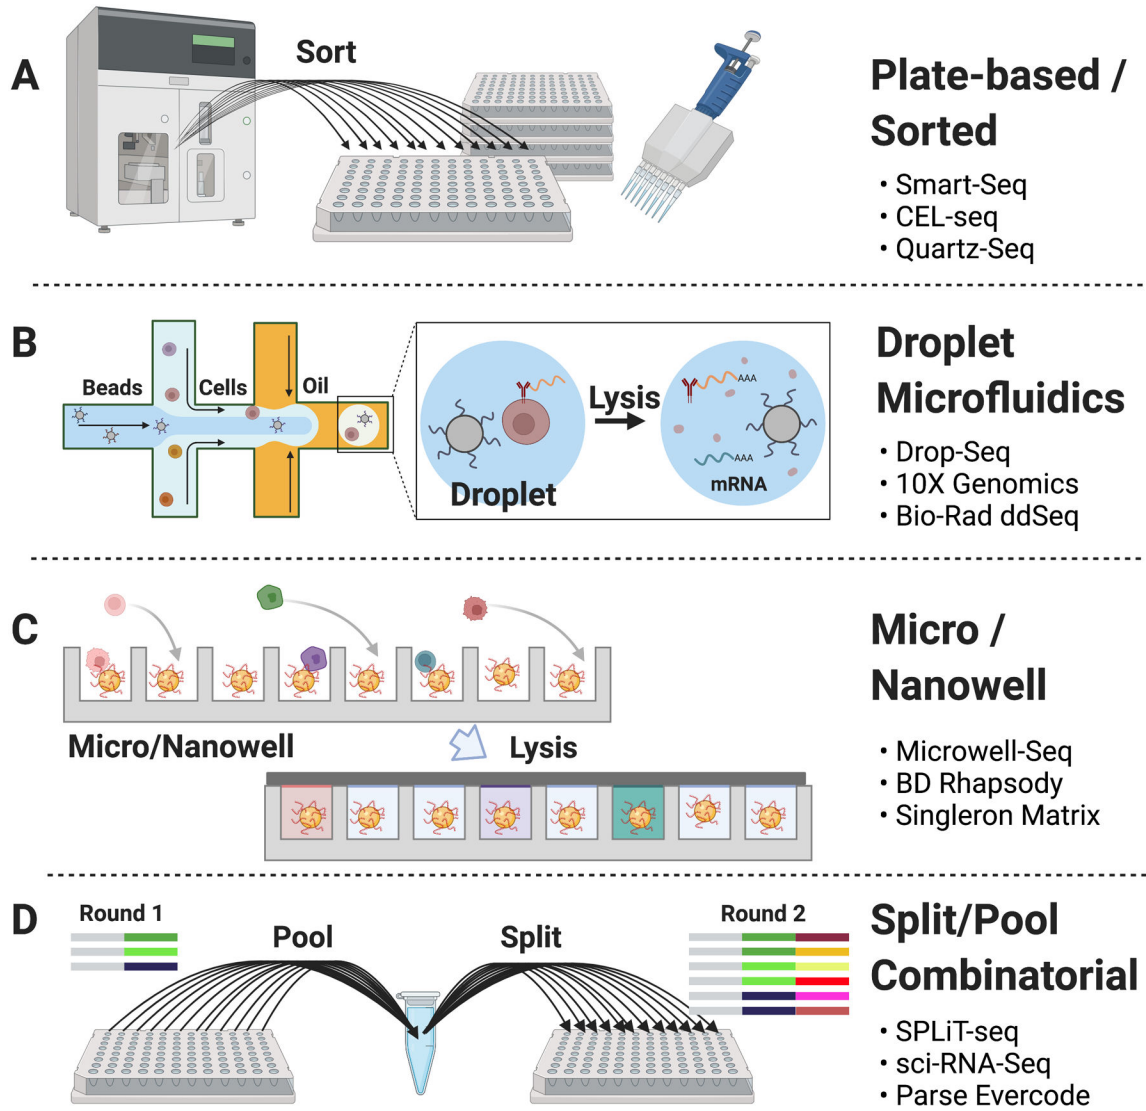 A
Sort
Plate-based /
Sorted
• Smart-Seq
• CEL-seq
• Quartz-Seq
B
Beads
Cells
Oil
Droplet
Lysis
AAA
AAA
mRNA
Droplet
Microfluidics
• Drop-Seq
• 10X Genomics
• Bio-Rad ddSeq
C
Micro/Nanowell
Lysis
Micro /
Nanowell
• Microwell-Seq
• BD Rhapsody
• Singleron Matrix
D
Round 1
Pool
Split
Round 2
Split/Pool
Combinatorial
• SPLiT-seq
• sci-RNA-Seq
• Parse Evercode